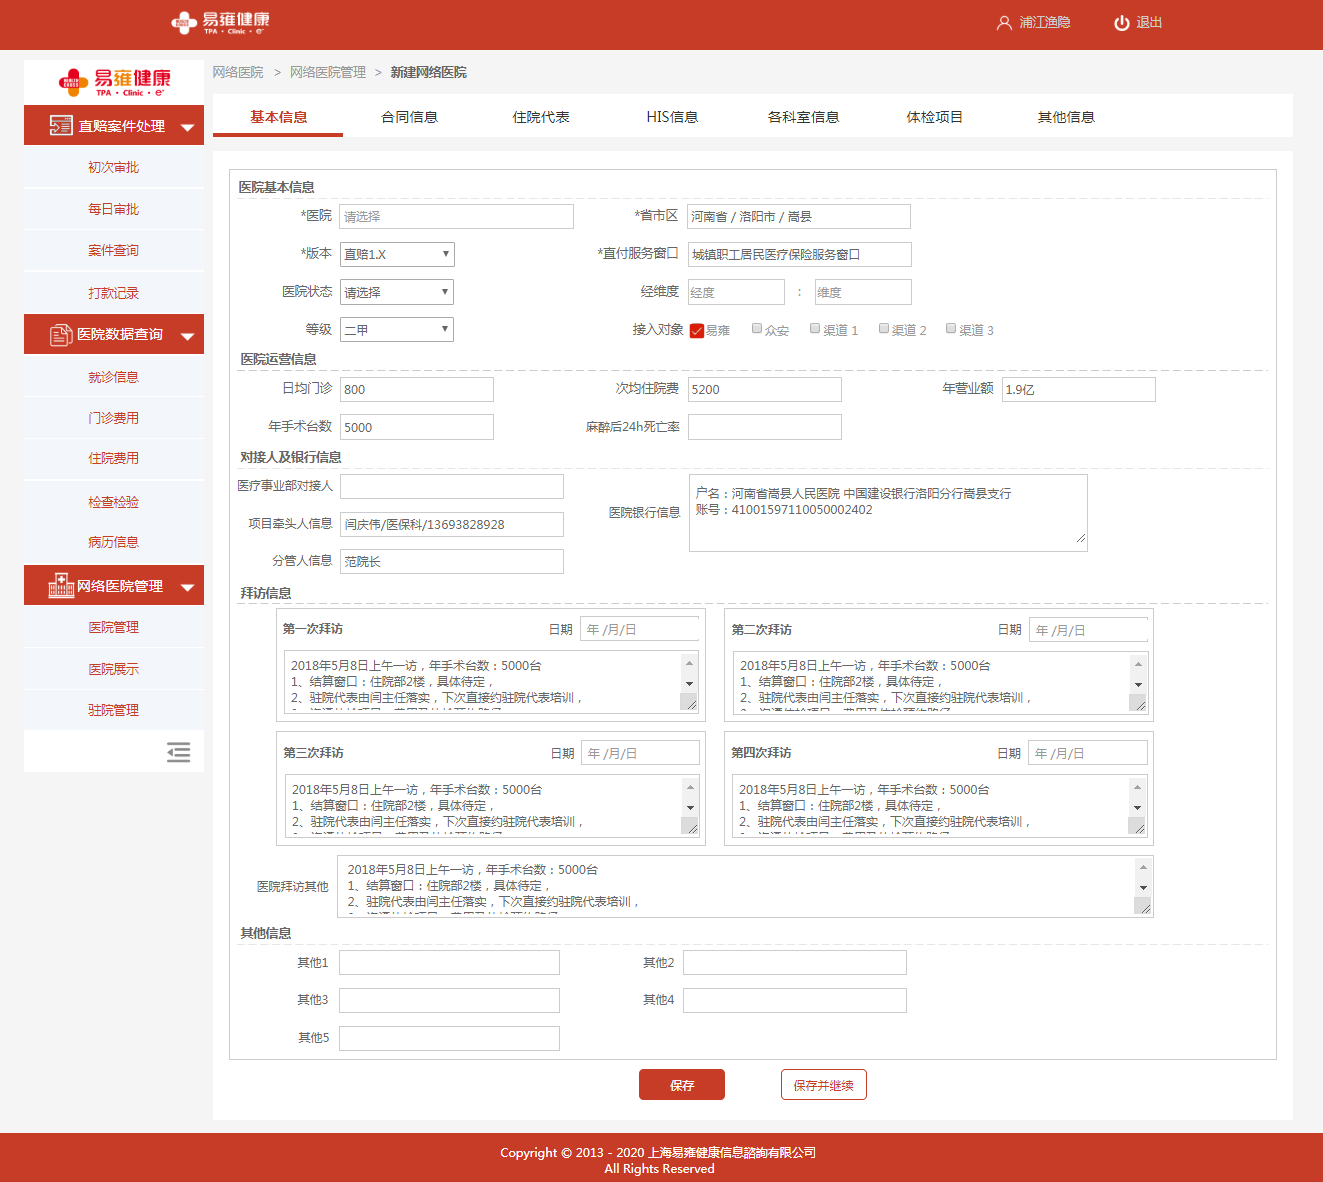 易雍健康
TPA · Clinic · e⁺
浦江渔隐
退出
易雍健康
TPA · Clinic · e⁺
网络医院 > 网络医院管理 > 新建网络医院
直赔案件处理
初次审批
每日审批
案件查询
打款记录
医院数据查询
就诊信息
门诊费用
住院费用
检查检验
病历信息
网络医院管理
医院管理
医院展示
驻院管理
基本信息 合同信息 住院代表 HIS信息 各科室信息 体检项目 其他信息
医院基本信息
*医院 请选择 *省市区 河南省 / 洛阳市 / 嵩县
*版本 直赔1.X *直付服务窗口 城镇职工居民医疗保险服务窗口
医院状态 请选择 经纬度 经度 : 维度
等级 二甲 接入对象 易雍 众安 渠道 1 渠道 2 渠道 3
医院运营信息
日均门诊 800 次均住院费 5200 年营业额 1.9亿
年手术台数 5000 麻醉后24h死亡率
对接人及银行信息
医疗事业部对接人
项目牵头人信息 闫庆伟/医保科/13693828928
分管人信息 范院长
医院银行信息
户名：河南省嵩县人民医院 中国建设银行洛阳分行嵩县支行
账号：41001597110050002402
拜访信息
第一次拜访 日期 年 /月/日
2018年5月8日上午一访，年手术台数：5000台
1、结算窗口：住院部2楼，具体待定，
2、驻院代表由闫主任落实，下次直接约驻院代表培训，
第二次拜访 日期 年 /月/日
2018年5月8日上午一访，年手术台数：5000台
1、结算窗口：住院部2楼，具体待定，
2、驻院代表由闫主任落实，下次直接约驻院代表培训，
第三次拜访 日期 年 /月/日
2018年5月8日上午一访，年手术台数：5000台
1、结算窗口：住院部2楼，具体待定，
2、驻院代表由闫主任落实，下次直接约驻院代表培训，
第四次拜访 日期 年 /月/日
2018年5月8日上午一访，年手术台数：5000台
1、结算窗口：住院部2楼，具体待定，
2、驻院代表由闫主任落实，下次直接约驻院代表培训，
医院拜访其他
2018年5月8日上午一访，年手术台数：5000台
1、结算窗口：住院部2楼，具体待定，
2、驻院代表由闫主任落实，下次直接约驻院代表培训，
其他信息
其他1 其他2
其他3 其他4
其他5
保存 保存并继续
Copyright © 2013 - 2020 上海易雍健康信息諮詢有限公司
All Rights Reserved